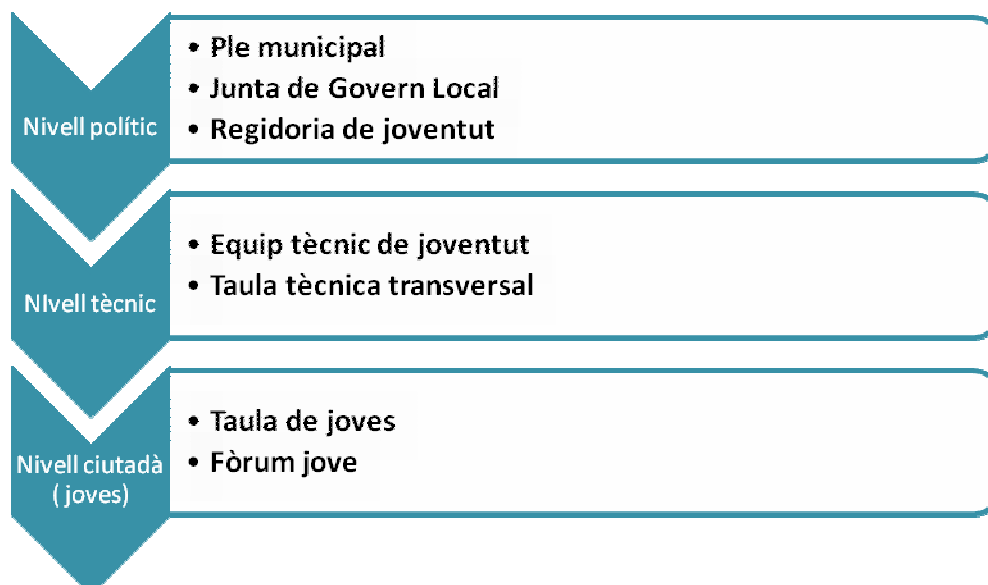 Nivell polític
• Ple municipal
• Junta de Govern Local
• Regidoria de joventut
NIvell tècnic
• Equip tècnic de joventut
• Taula tècnica transversal
Nivell ciutadà
( joves)
• Taula de joves
• Fòrum jove